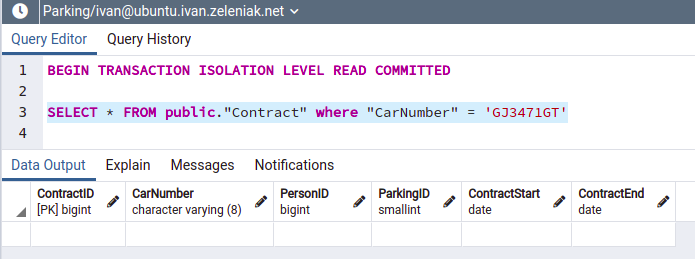 Parking/ivan@ubuntu.ivan.zeleniak.net
Query Editor Query History
1 BEGIN TRANSACTION ISOLATION LEVEL READ COMMITTED
2
3 SELECT * FROM public."Contract" where "CarNumber" = 'GJ3471GT'
4
Data Output Explain Messages Notifications
ContractID CarNumber PersonID ParkingID ContractStart ContractEnd
[PK] bigint character varying (8) bigint smallint date date